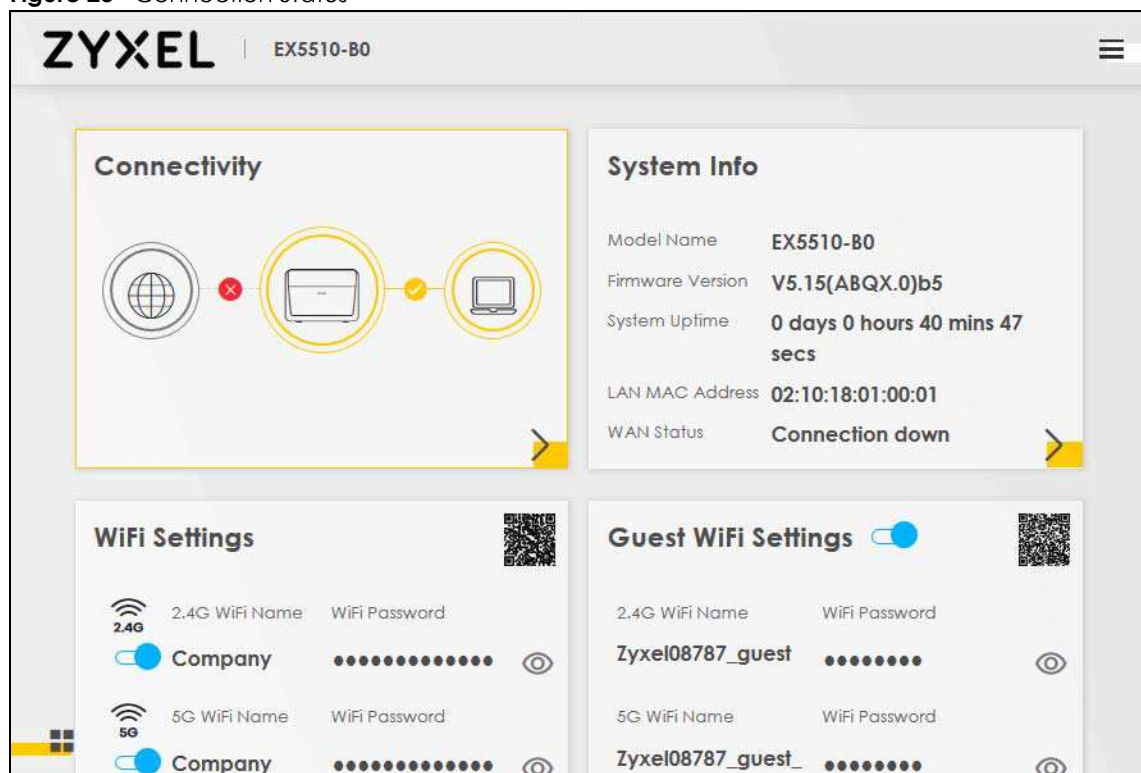 ZYXEL EX5510-B0
Connectivity
System Info
Model Name EX5510-B0
Firmware Version V5.15(ABQX.0)b5
System Uptime 0 days 0 hours 40 mins 47
secs
LAN MAC Address 02:10:18:01:00:01
WAN Status Connection down
WiFi Settings
2.4G
2.4G WiFi Name WiFi Password
Company ●●●●●●●●●●●●●
5G
5G WiFi Name WiFi Password
Company ●●●●●●●●●●●●●
Guest WiFi Settings
2.4G WiFi Name WiFi Password
Zyxel08787_guest ●●●●●●●●
5G WiFi Name WiFi Password
Zyxel08787_guest_ ●●●●●●●●